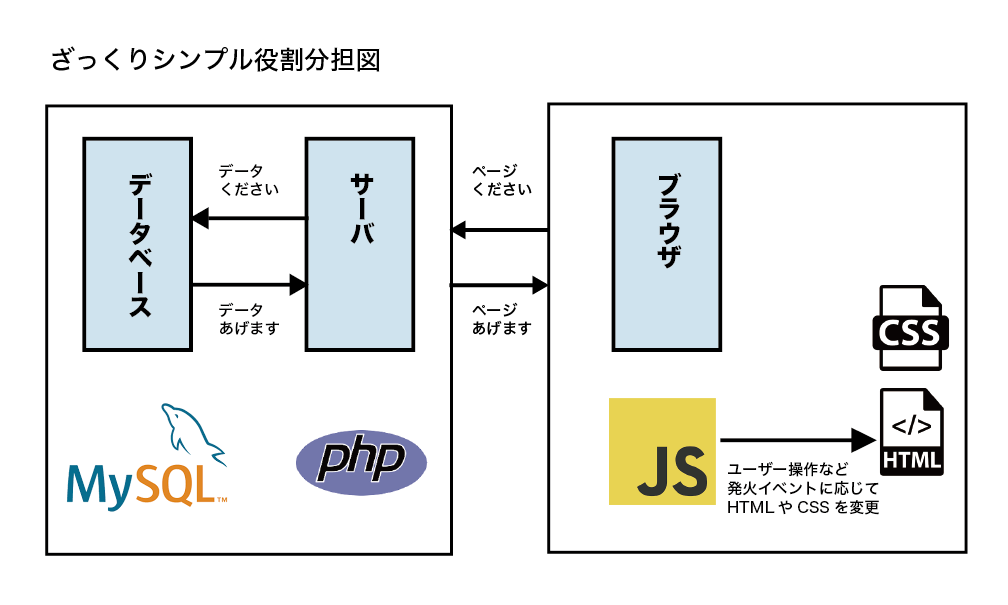 ざっくりシンプル役割分担図
データベース
データ
ください
データ
あげます
サーバ
ページ
ください
ページ
あげます
ブラウザ
CSS
MySQL™
php
JS
ユーザー操作など
発火イベントに応じて
HTMLや CSS を変更
</>
HTML